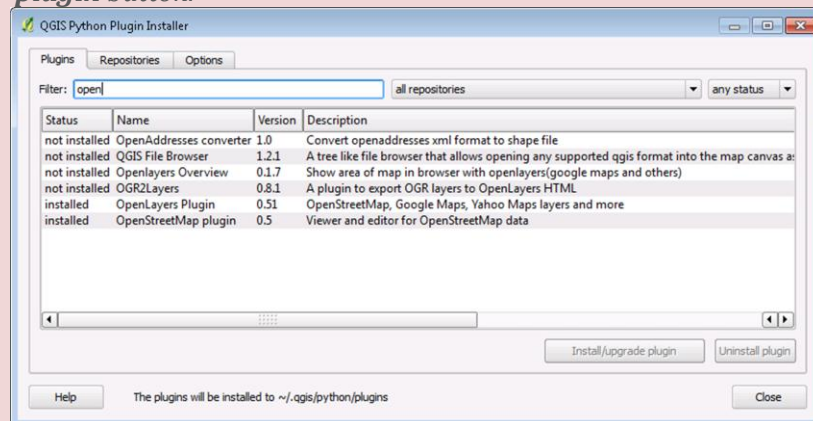 plugin button.
QGIS Python Plugin Installer
Plugins Repositories Options
Filter: open all repositories any status
Status Name Version Description
not installed OpenAddresses converter 1.0 Convert openaddresses xml format to shape file
not installed QGIS File Browser 1.2.1 A tree like file browser that allows opening any supported qgis format into the map canvas as
not installed Openlayers Overview 0.1.7 Show area of map in browser with openlayers(google maps and others)
not installed OGR2Layers 0.8.1 A plugin to export OGR layers to OpenLayers HTML
installed OpenLayers Plugin 0.51 OpenStreetMap, Google Maps, Yahoo Maps layers and more
installed OpenStreetMap plugin 0.5 Viewer and editor for OpenStreetMap data
Install/upgrade plugin Uninstall plugin
Help The plugins will be installed to ~/.qgis/python/plugins Close